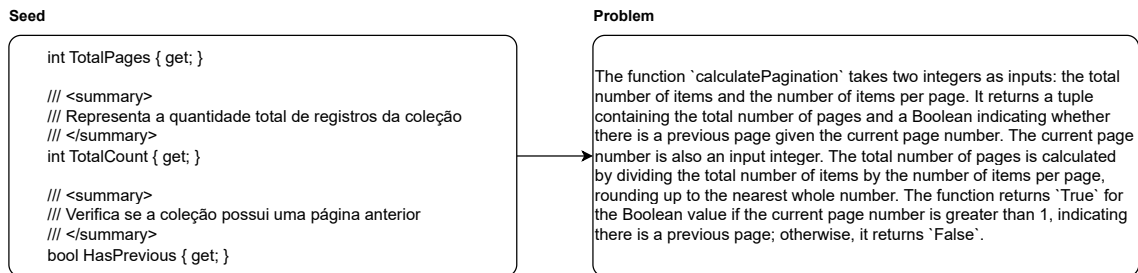 Seed
int TotalPages { get; }
/// <summary>
/// Representa a quantidade total de registros da coleção
/// </summary>
int TotalCount { get; }
/// <summary>
/// Verifica se a coleção possui uma página anterior
/// </summary>
bool HasPrevious { get; }
Problem
The function `calculatePagination` takes two integers as inputs: the total
number of items and the number of items per page. It returns a tuple
containing the total number of pages and a Boolean indicating whether
there is a previous page given the current page number. The current page
number is also an input integer. The total number of pages is calculated
by dividing the total number of items by the number of items per page,
rounding up to the nearest whole number. The function returns `True` for
the Boolean value if the current page number is greater than 1, indicating
there is a previous page; otherwise, it returns `False`.